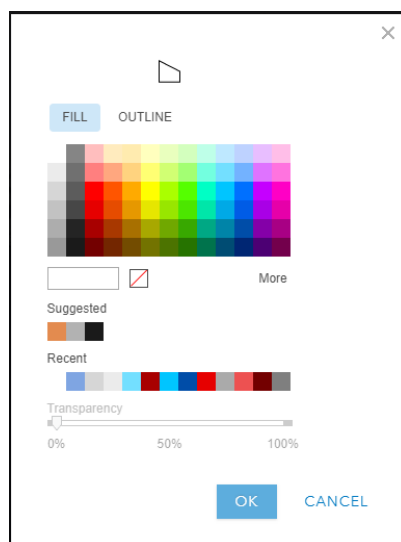 FILL OUTLINE
More
Suggested
Recent
Transparency
0% 50% 100%
OK CANCEL